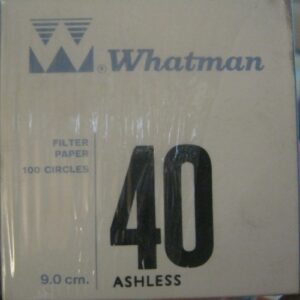 W® Whatman
FILTER
PAPER
100 CIRCLES
40
9.0 cm.
ASHLESS